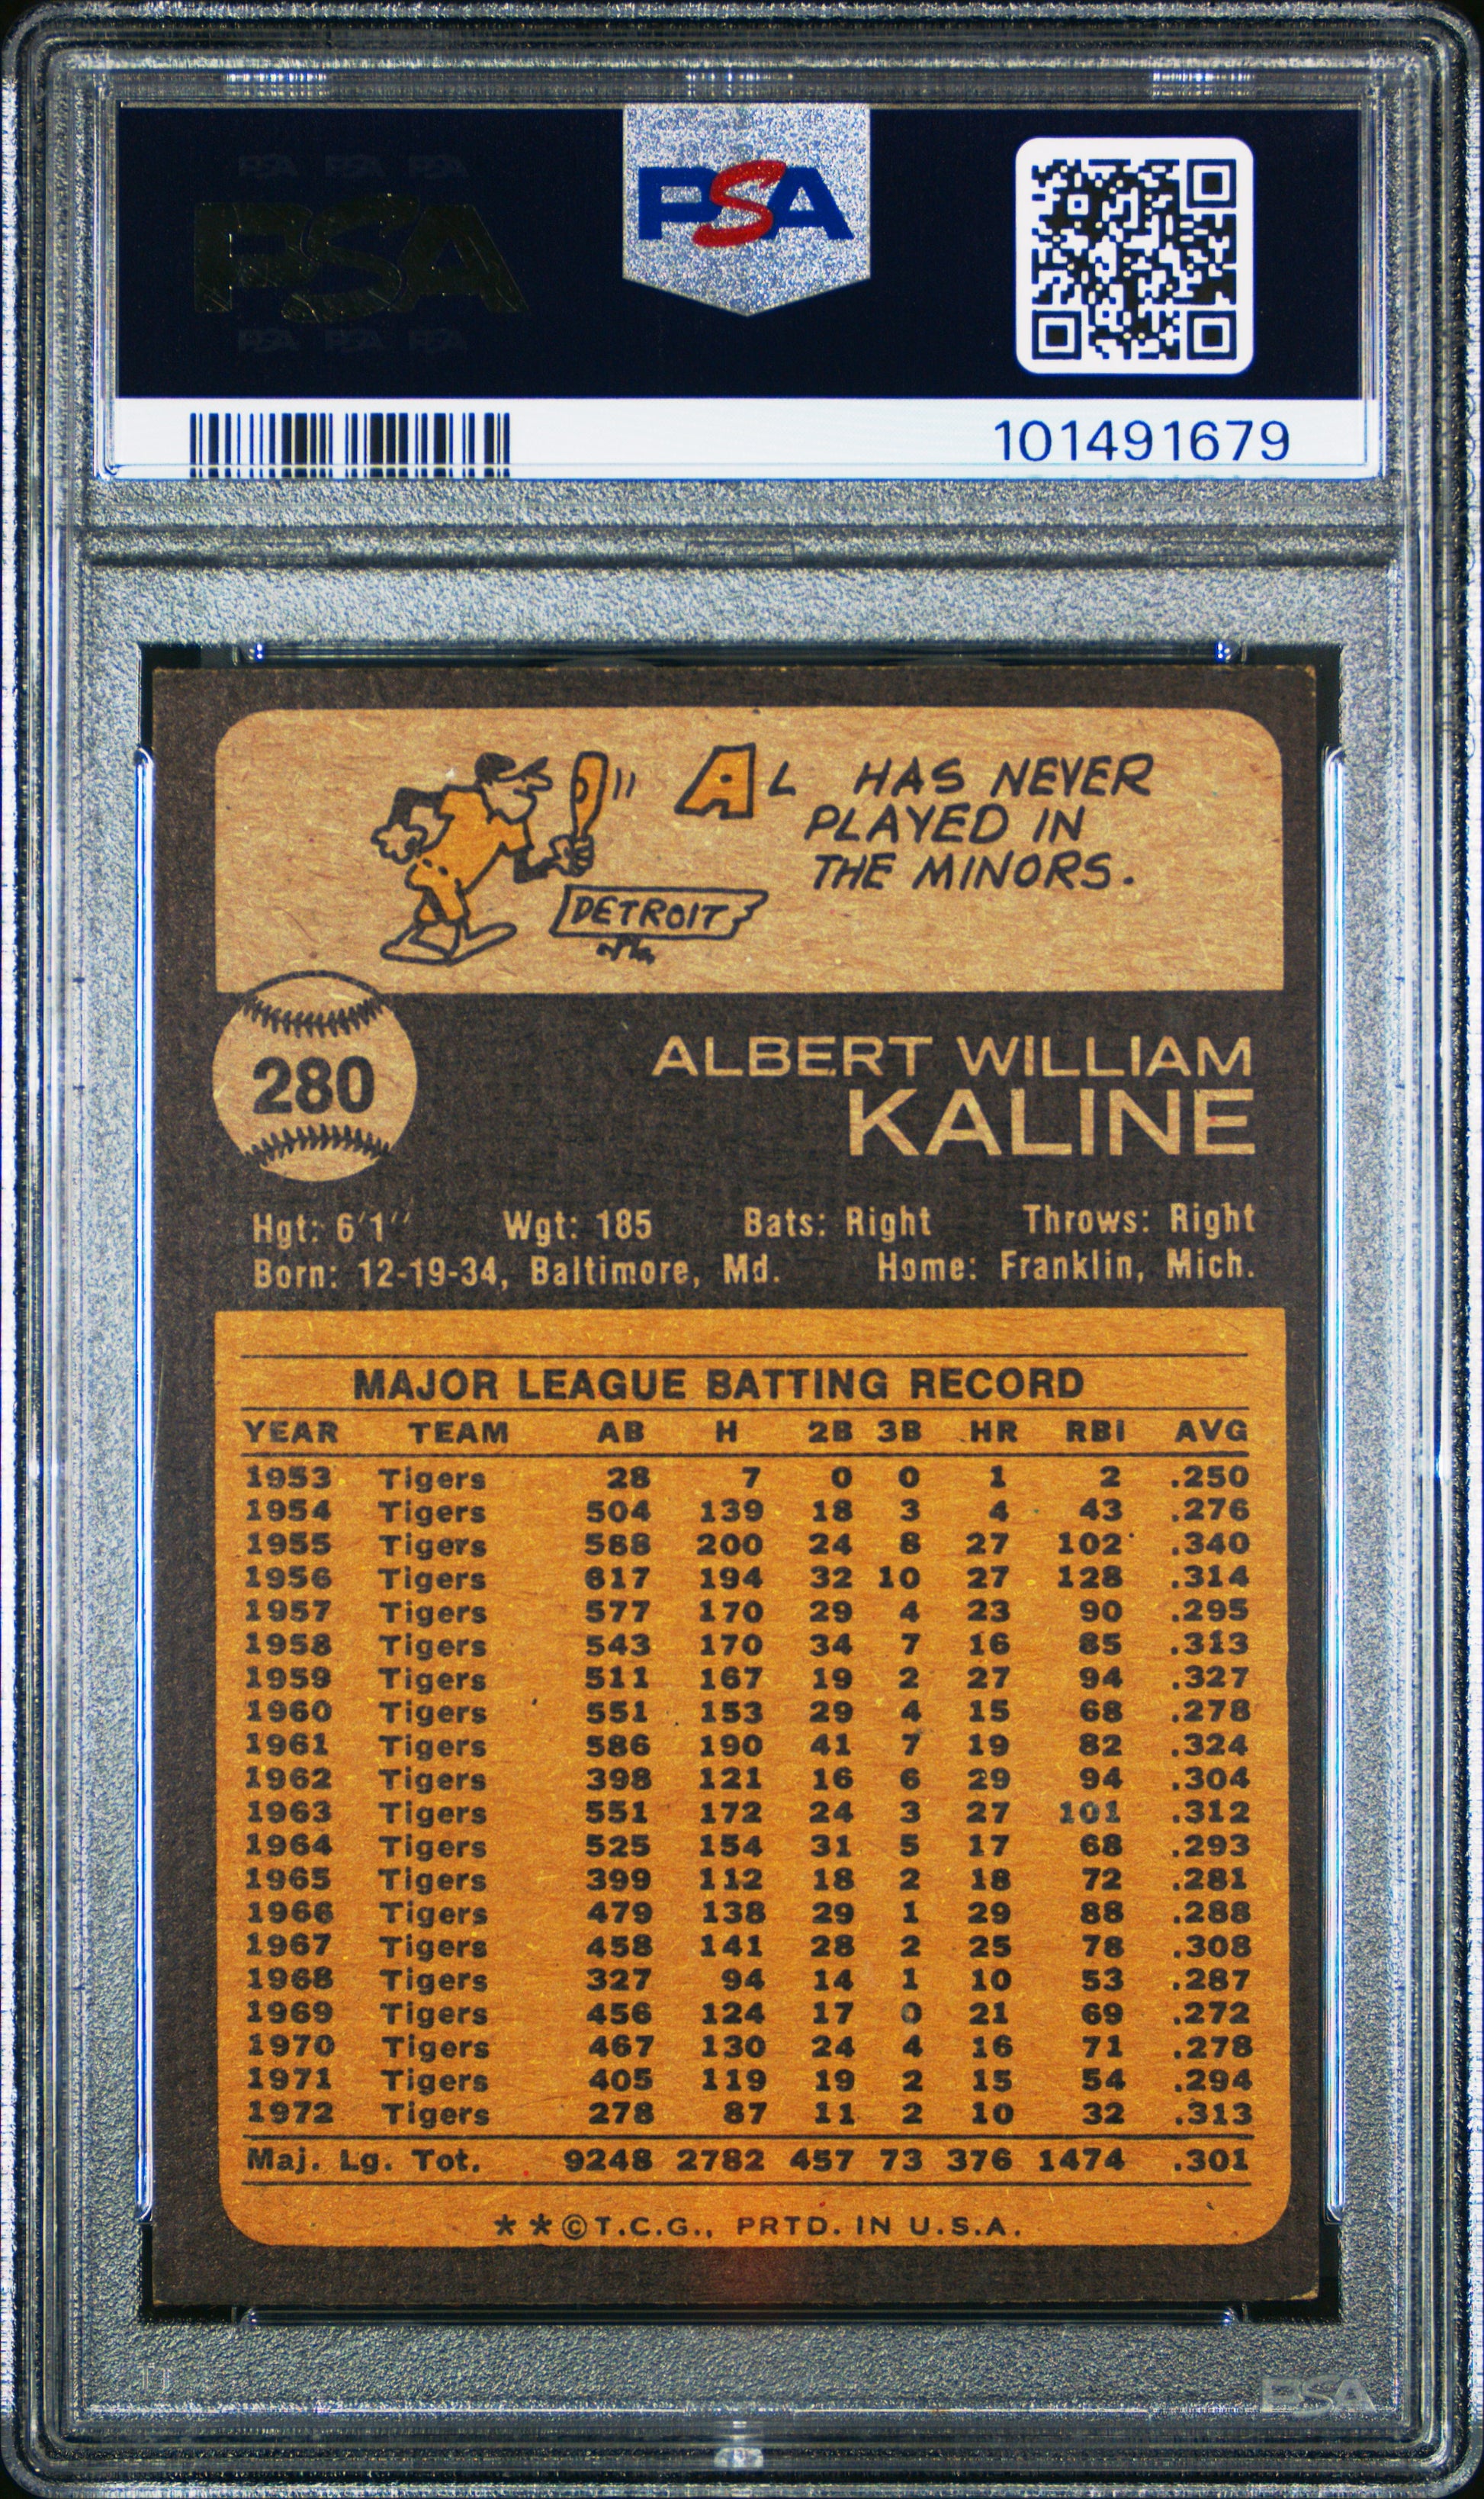 PSA PSA PSA
PSA
PSA PSA PSA
PSA
101491679
AL HAS NEVER
PLAYED IN
THE MINORS.
DETROIT
280
ALBERT WILLIAM
KALINE
Hgt: 6'1" Wgt: 185 Bats: Right Throws: Right
Born: 12-19-34, Baltimore, Md. Home: Franklin, Mich.
MAJOR LEAGUE BATTING RECORD
YEAR TEAM AB H 2B 3B HR RBI AVG
1953 Tigers 28 7 0 0 1 2 .250
1954 Tigers 504 139 18 3 4 43 .276
1955 Tigers 588 200 24 8 27 102 .340
1956 Tigers 617 194 32 10 27 128 .314
1957 Tigers 577 170 29 4 23 90 .295
1958 Tigers 543 170 34 7 16 85 .313
1959 Tigers 511 167 19 2 27 94 .327
1960 Tigers 551 153 29 4 15 68 .278
1961 Tigers 586 190 41 7 19 82 .324
1962 Tigers 398 121 16 6 29 94 .304
1963 Tigers 551 172 24 3 27 101 .312
1964 Tigers 525 154 31 5 17 68 .293
1965 Tigers 399 112 18 2 18 72 .281
1966 Tigers 479 138 29 1 29 88 .288
1967 Tigers 458 141 28 2 25 78 .308
1968 Tigers 327 94 14 1 10 53 .287
1969 Tigers 456 124 17 0 21 69 .272
1970 Tigers 467 130 24 4 16 71 .278
1971 Tigers 405 119 19 2 15 54 .294
1972 Tigers 278 87 11 2 10 32 .313
Maj. Lg. Tot. 9248 2782 457 73 376 1474 .301
**©T.C.G., PRTD. IN U.S.A.
PSA